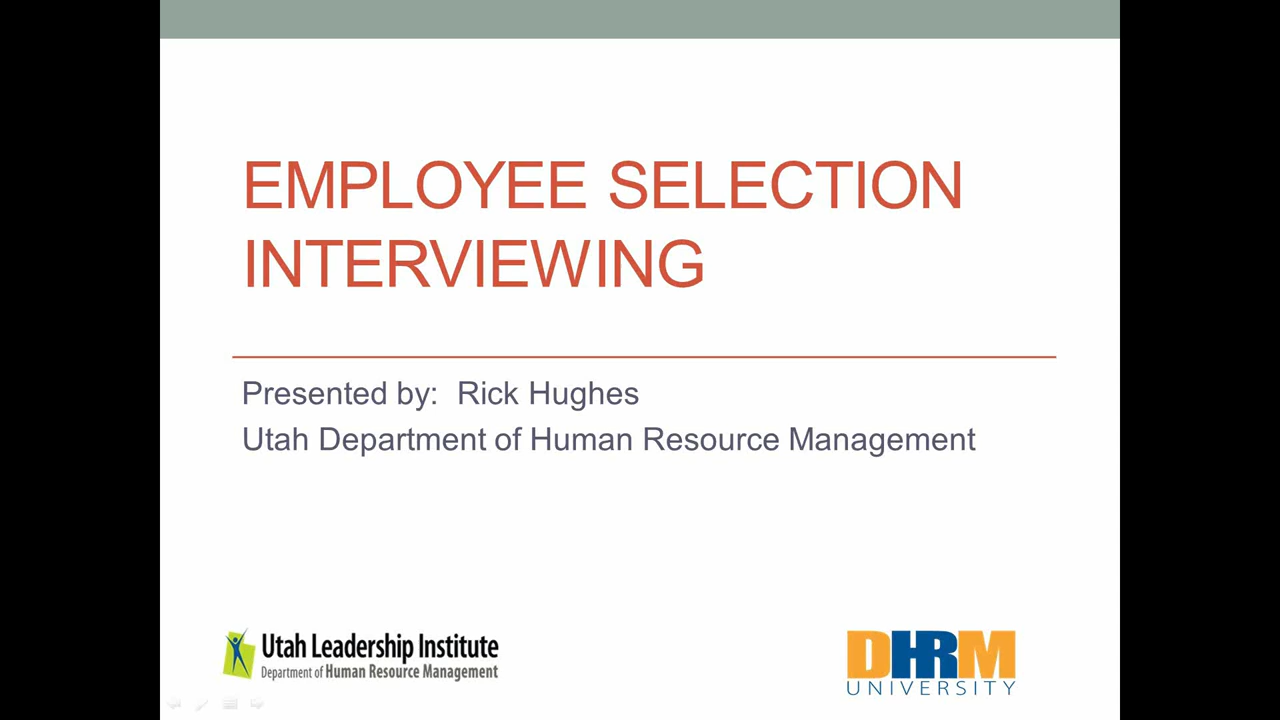 EMPLOYEE SELECTION
INTERVIEWING
Presented by:  Rick Hughes
Utah Department of Human Resource Management
Utah Leadership Institute
Department of Human Resource Management
DHRM
UNIVERSITY